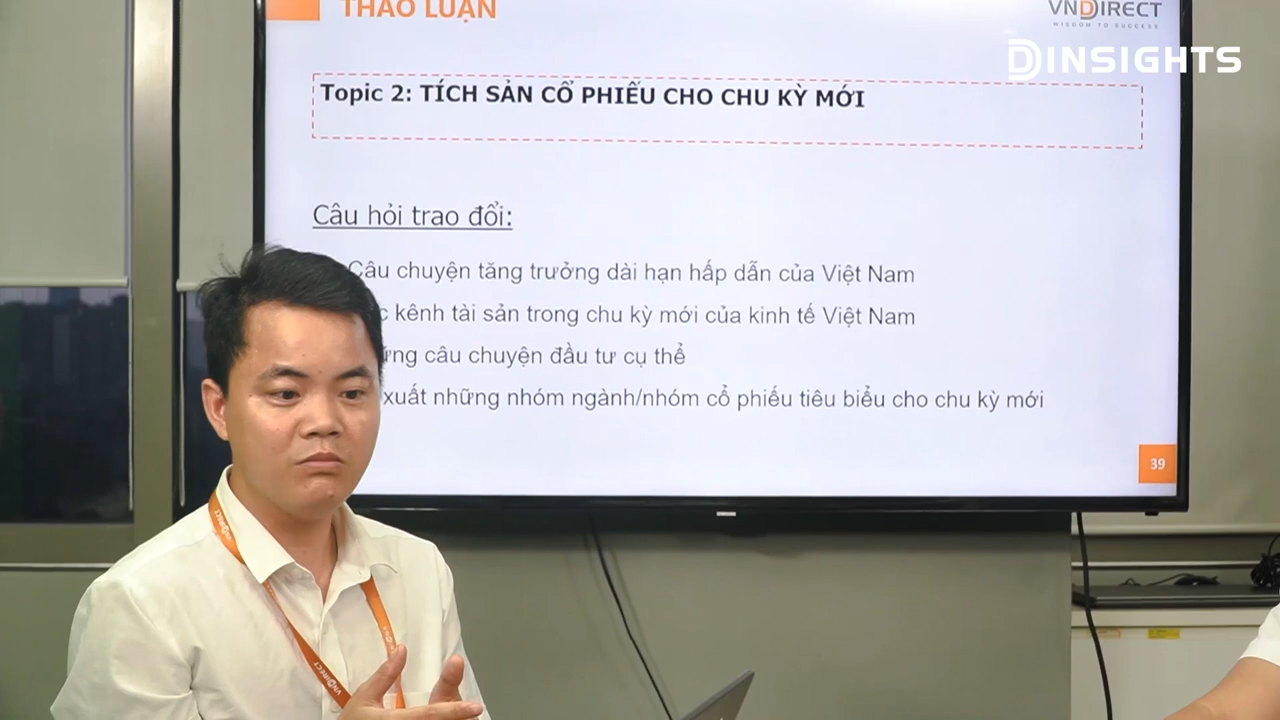 THẢO LUẬN
VNDIRECT
WISDOM TO SUCCESS
DINSIGHTS
Topic 2: TÍCH SẢN CỔ PHIẾU CHO CHU KỲ MỚI
Câu hỏi trao đổi:
Câu chuyện tăng trưởng dài hạn hấp dẫn của Việt Nam
kênh tài sản trong chu kỳ mới của kinh tế Việt Nam
câu chuyện đầu tư cụ thể
xuất những nhóm ngành/nhóm cổ phiếu tiêu biểu cho chu kỳ mới
39
VNDIRECT
VNDIRECT